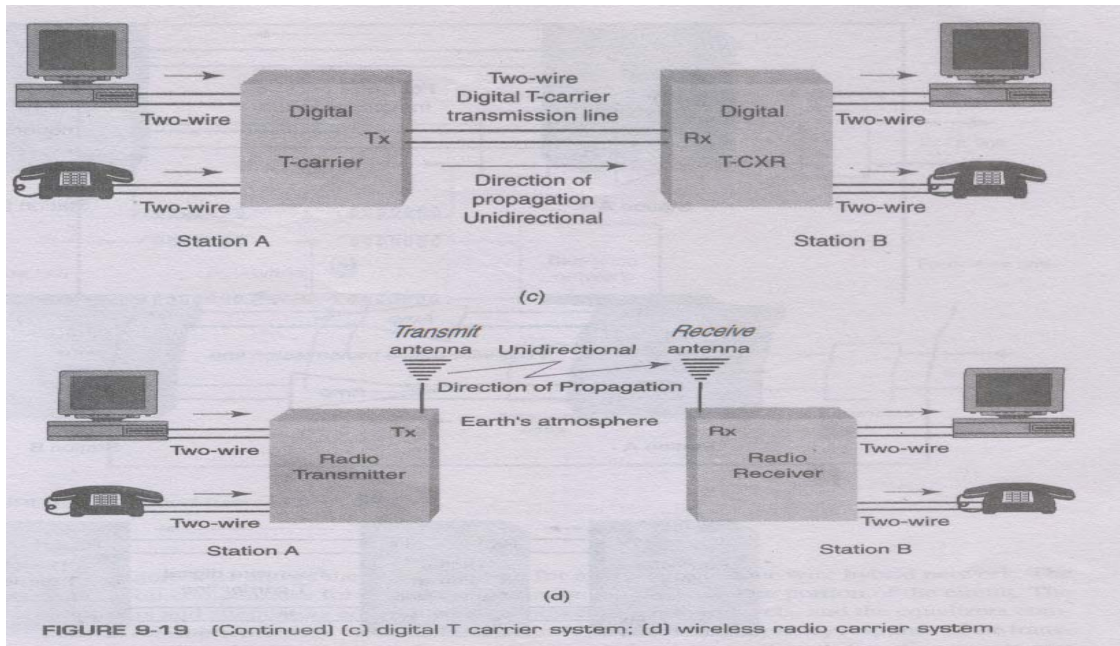 Two-wire
Digital
T-carrier
Tx
Two-wire
Station A
Two-wire
Digital T-carrier
transmission line
Direction of
propagation
Unidirectional
Rx
Digital
T-CXR
Two-wire
Two-wire
Station B
(c)
Transmit
antenna
Unidirectional
Direction of Propagation
Earth's atmosphere
Receive
antenna
Two-wire
Tx
Radio
Transmitter
Two-wire
Station A
Rx
Radio
Receiver
Two-wire
Two-wire
Station B
(d)
FIGURE 9-19 (Continued) (c) digital T carrier system; (d) wireless radio carrier system